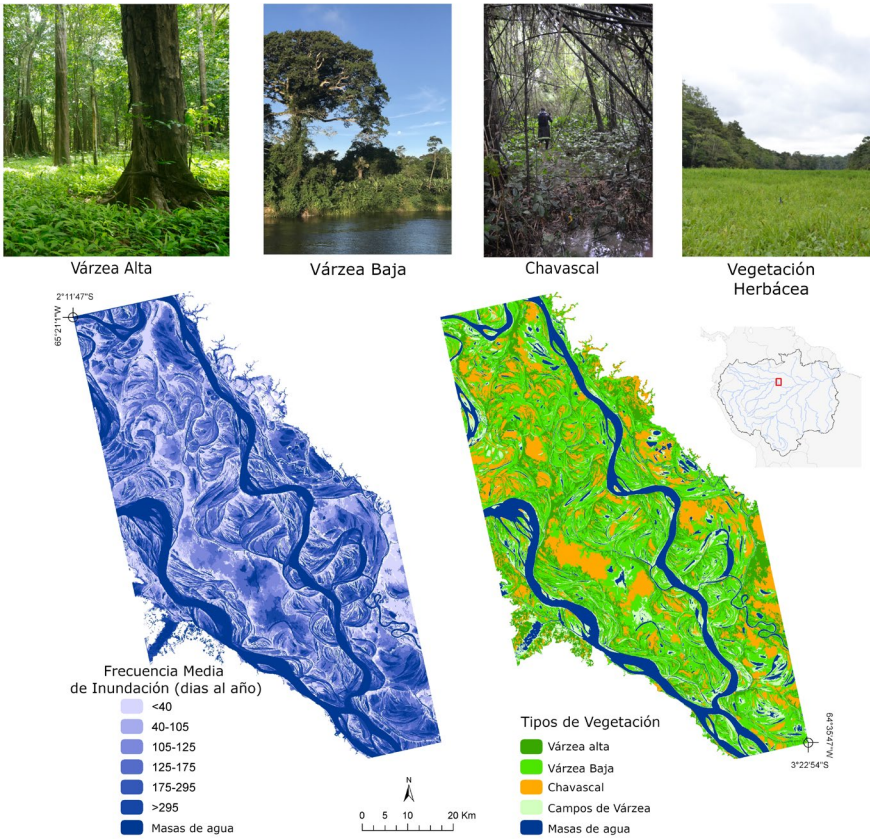 Várzea Alta
Várzea Baja
Chavascal
Vegetación
Herbácea
2°11'47"S
65°21'1"W
Frecuencia Media
de Inundación (dias al año)
<40
40-105
105-125
125-175
175-295
>295
Masas de agua
N
0 5 10 20 Km
Tipos de Vegetación
Várzea alta
Várzea Baja
Chavascal
Campos de Várzea
Masas de agua
64°35'47"W
3°22'54"S